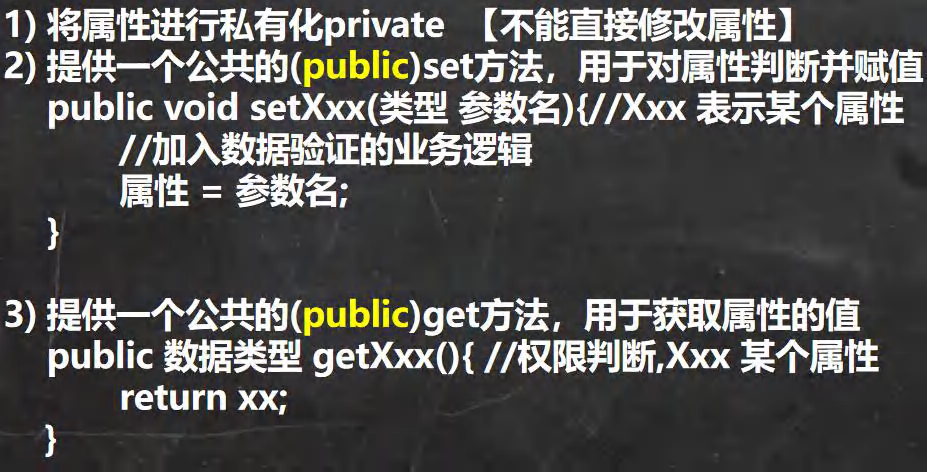 1) 将属性进行私有化private 【不能直接修改属性】
2) 提供一个公共的(public)set方法，用于对属性判断并赋值
public void setXxx(类型 参数名){//Xxx 表示某个属性
//加入数据验证的业务逻辑
属性 = 参数名;
}
3) 提供一个公共的(public)get方法，用于获取属性的值
public 数据类型 getXxx(){ //权限判断,Xxx 某个属性
return xx;
}